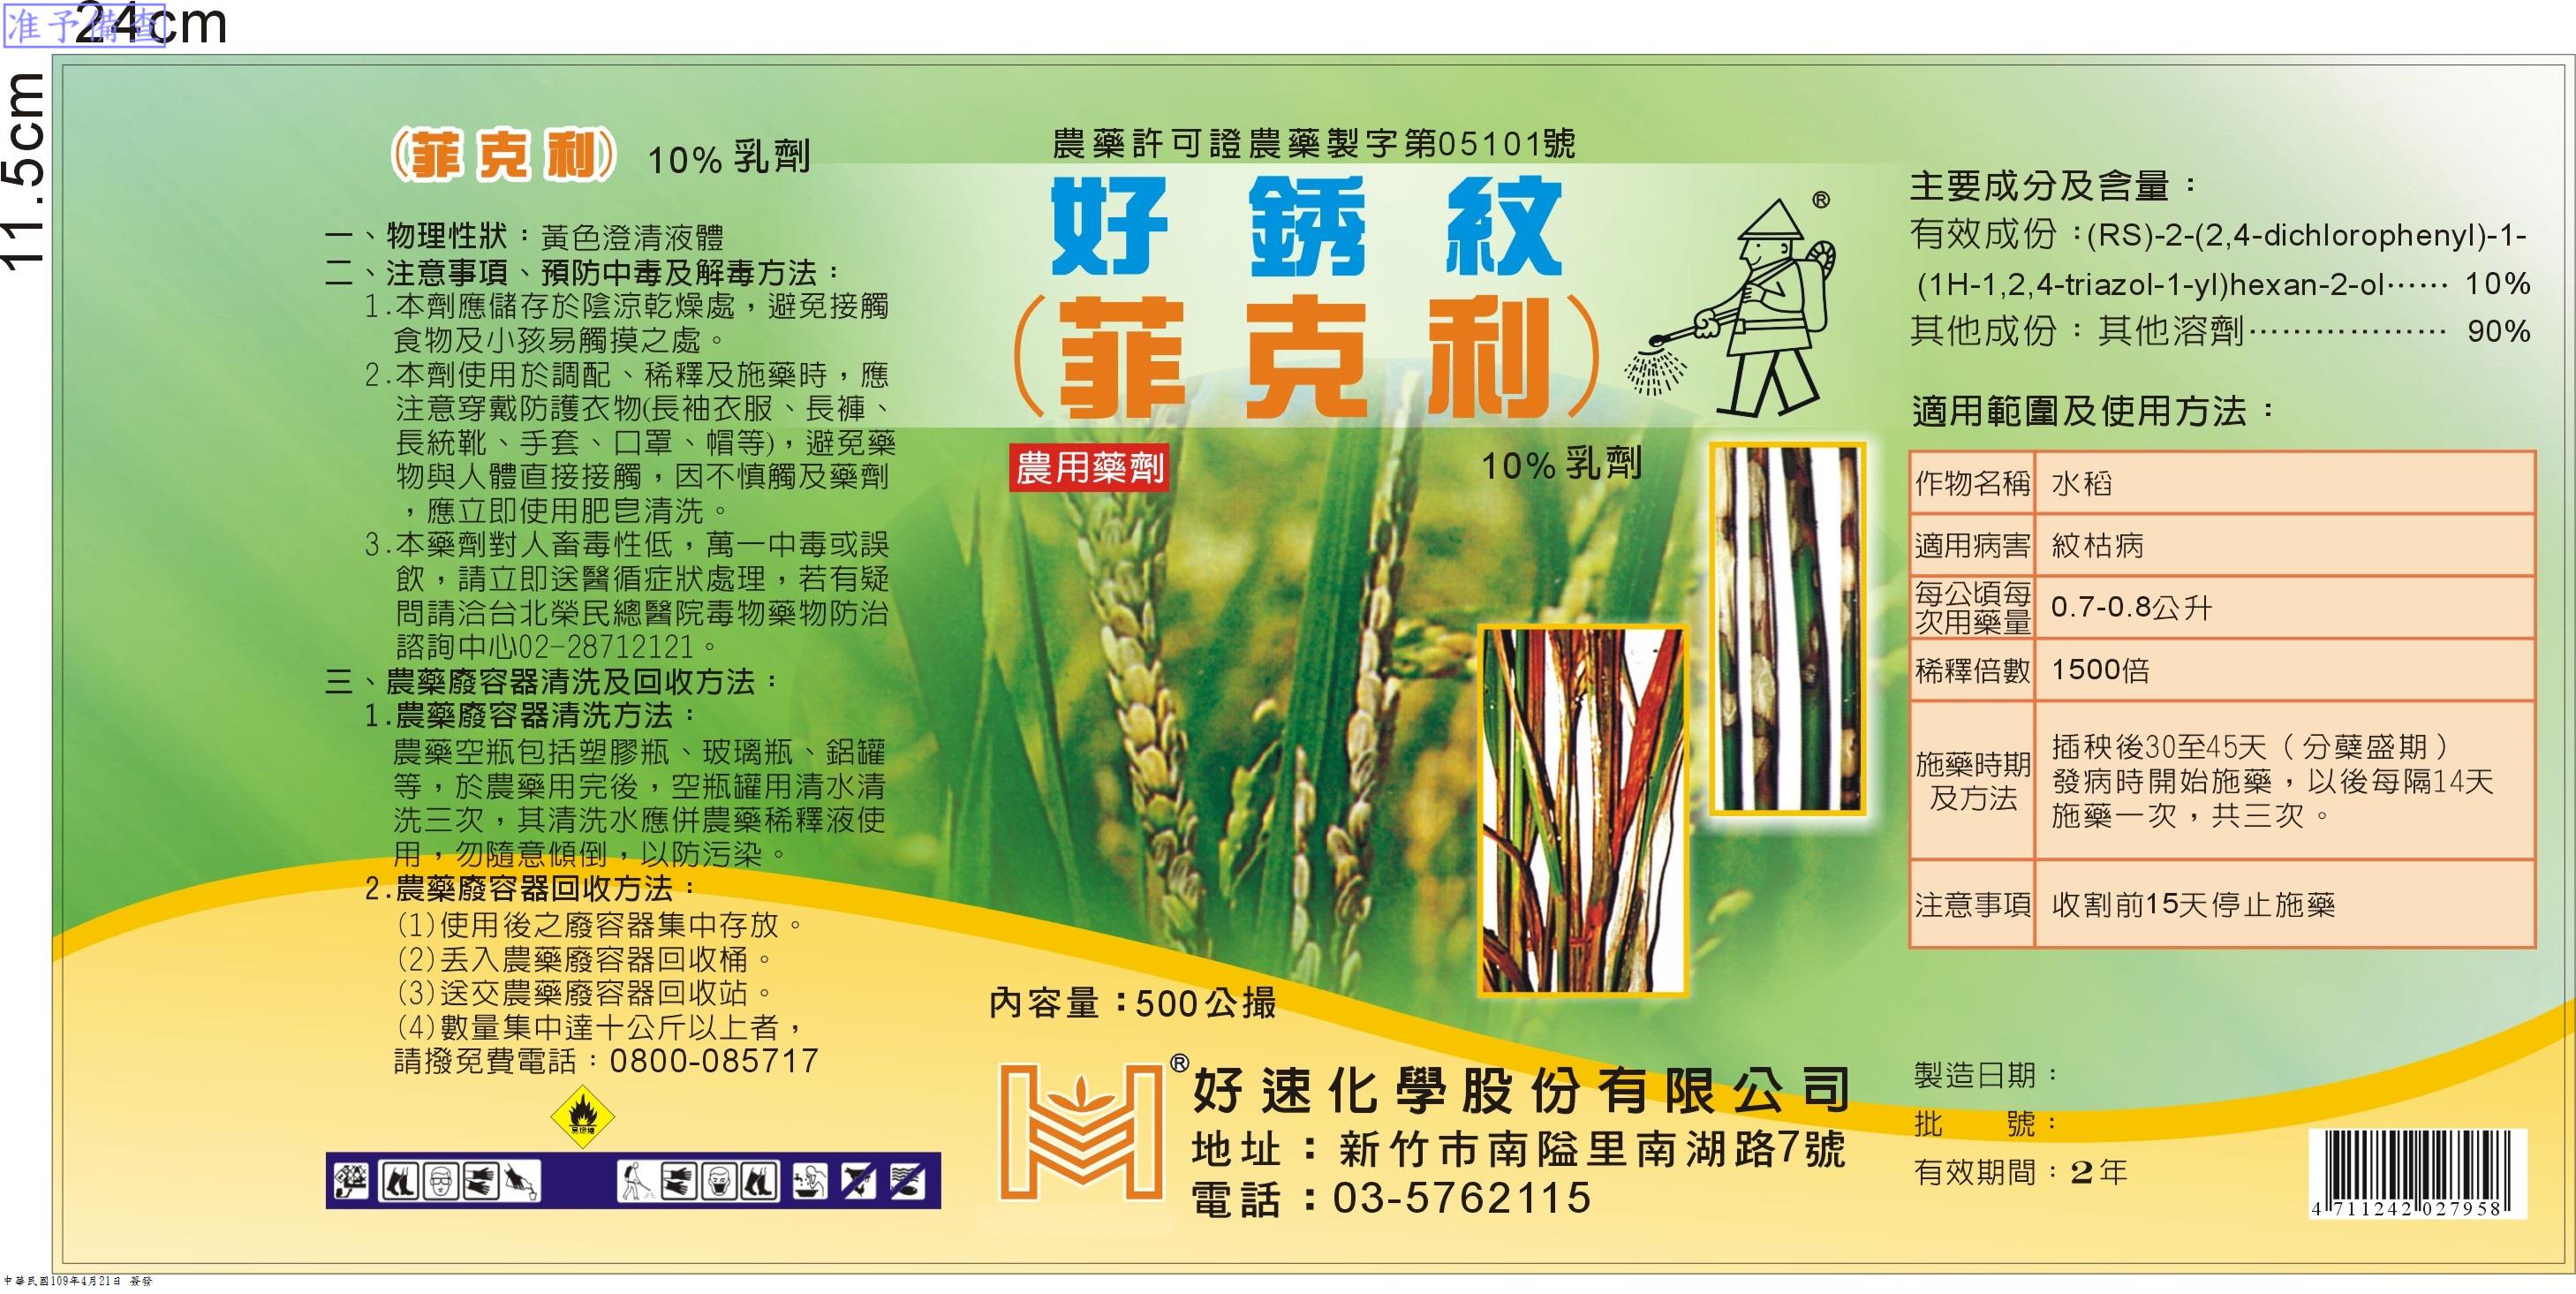 准予備查
24cm
11.5cm
(菲克利) 10% 乳劑
一、物理性狀：黃色澄清液體
二、注意事項、預防中毒及解毒方法：
1.本劑應儲存於陰涼乾燥處，避免接觸
食物及小孩易觸摸之處。
2.本劑使用於調配、稀釋及施藥時，應
注意穿戴防護衣物(長袖衣服、長褲、
長統靴、手套、口罩、帽等)，避免藥
物與人體直接接觸，因不慎觸及藥劑
，應立即使用肥皂清洗。
3.本藥劑對人畜毒性低，萬一中毒或誤
飲，請立即送醫循症狀處理，若有疑
問請洽台北榮民總醫院毒物藥物防治
諮詢中心02-28712121。
三、農藥廢容器清洗及回收方法：
1.農藥廢容器清洗方法：
農藥空瓶包括塑膠瓶、玻璃瓶、鋁罐
等，於農藥用完後，空瓶罐用清水清
洗三次，其清洗水應併農藥稀釋液使
用，勿隨意傾倒，以防污染。
2.農藥廢容器回收方法：
(1)使用後之廢容器集中存放。
(2)丟入農藥廢容器回收桶。
(3)送交農藥廢容器回收站。
(4)數量集中達十公斤以上者，
請撥免費電話：0800-085717
農藥許可證農藥製字第05101號
好銹紋
®
(菲克利)
農用藥劑
10% 乳劑
內容量：500公撮
®
好速化學股份有限公司
地址：新竹市南隘里南湖路7號
電話：03-5762115
主要成分及含量：
有效成份：(RS)-2-(2,4-dichlorophenyl)-1-
(1H-1,2,4-triazol-1-yl)hexan-2-ol…… 10%
其他成份：其他溶劑……………… 90%
適用範圍及使用方法：
作物名稱 水稻
適用病害 紋枯病
每公頃每
次用藥量 0.7-0.8公升
稀釋倍數 1500倍
施藥時期
及方法
插秧後30至45天（分蘗盛期）
發病時開始施藥，以後每隔14天
施藥一次，共三次。
注意事項 收割前15天停止施藥
製造日期：
批　　號：
有效期間：2年
4 711242 027958
中華民國109年4月21日 簽發